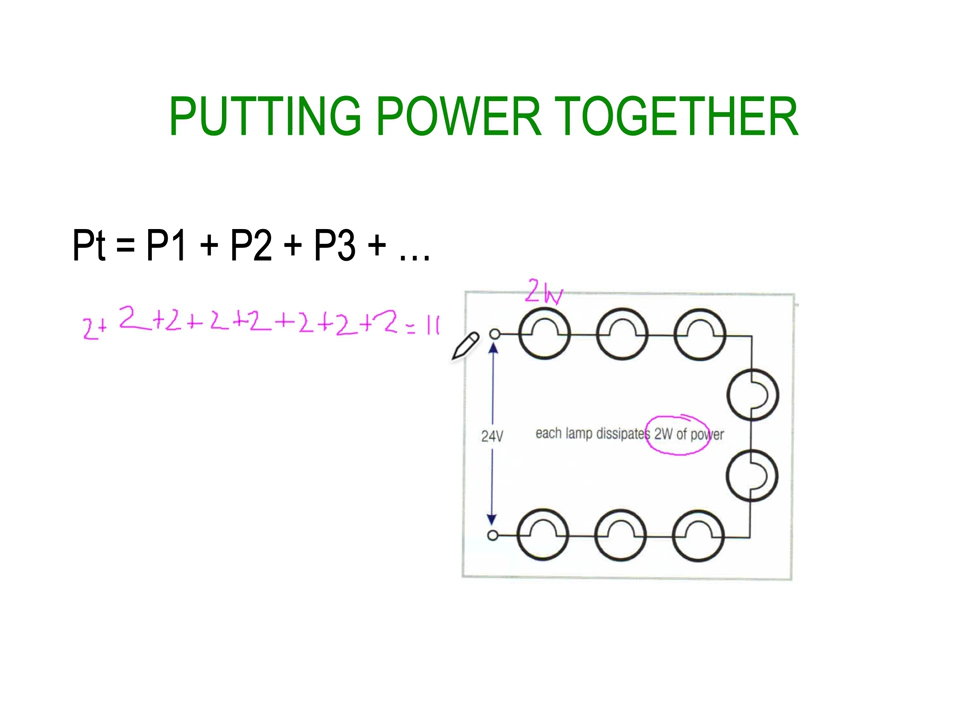 PUTTING POWER TOGETHER
Pt = P1 + P2 + P3 + …
2W
2+ 2+2+2+2+2+2+2=11
24V
each lamp dissipates 2W of power